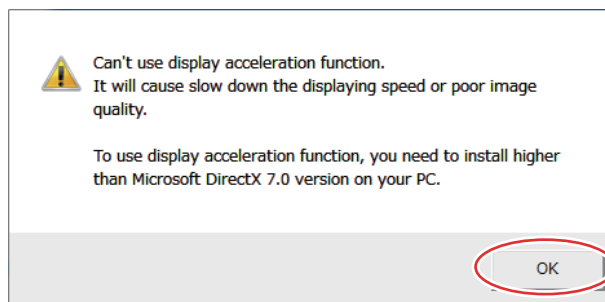 Can't use display acceleration function.
It will cause slow down the displaying speed or poor image
quality.
To use display acceleration function, you need to install higher
than Microsoft DirectX 7.0 version on your PC.
OK